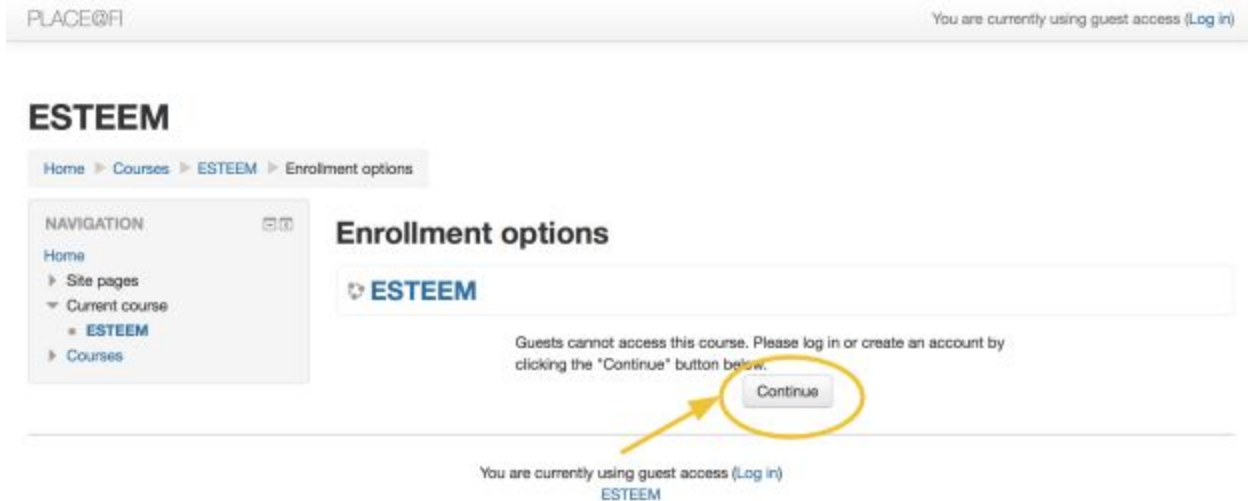 PLACE@FI
You are currently using guest access (Log in)
ESTEEM
Home Courses ESTEEM Enrollment options
NAVIGATION
Home
Site pages
Current course
ESTEEM
Courses
Enrollment options
ESTEEM
Guests cannot access this course. Please log in or create an account by
clicking the "Continue" button below.
Continue
You are currently using guest access (Log in)
ESTEEM